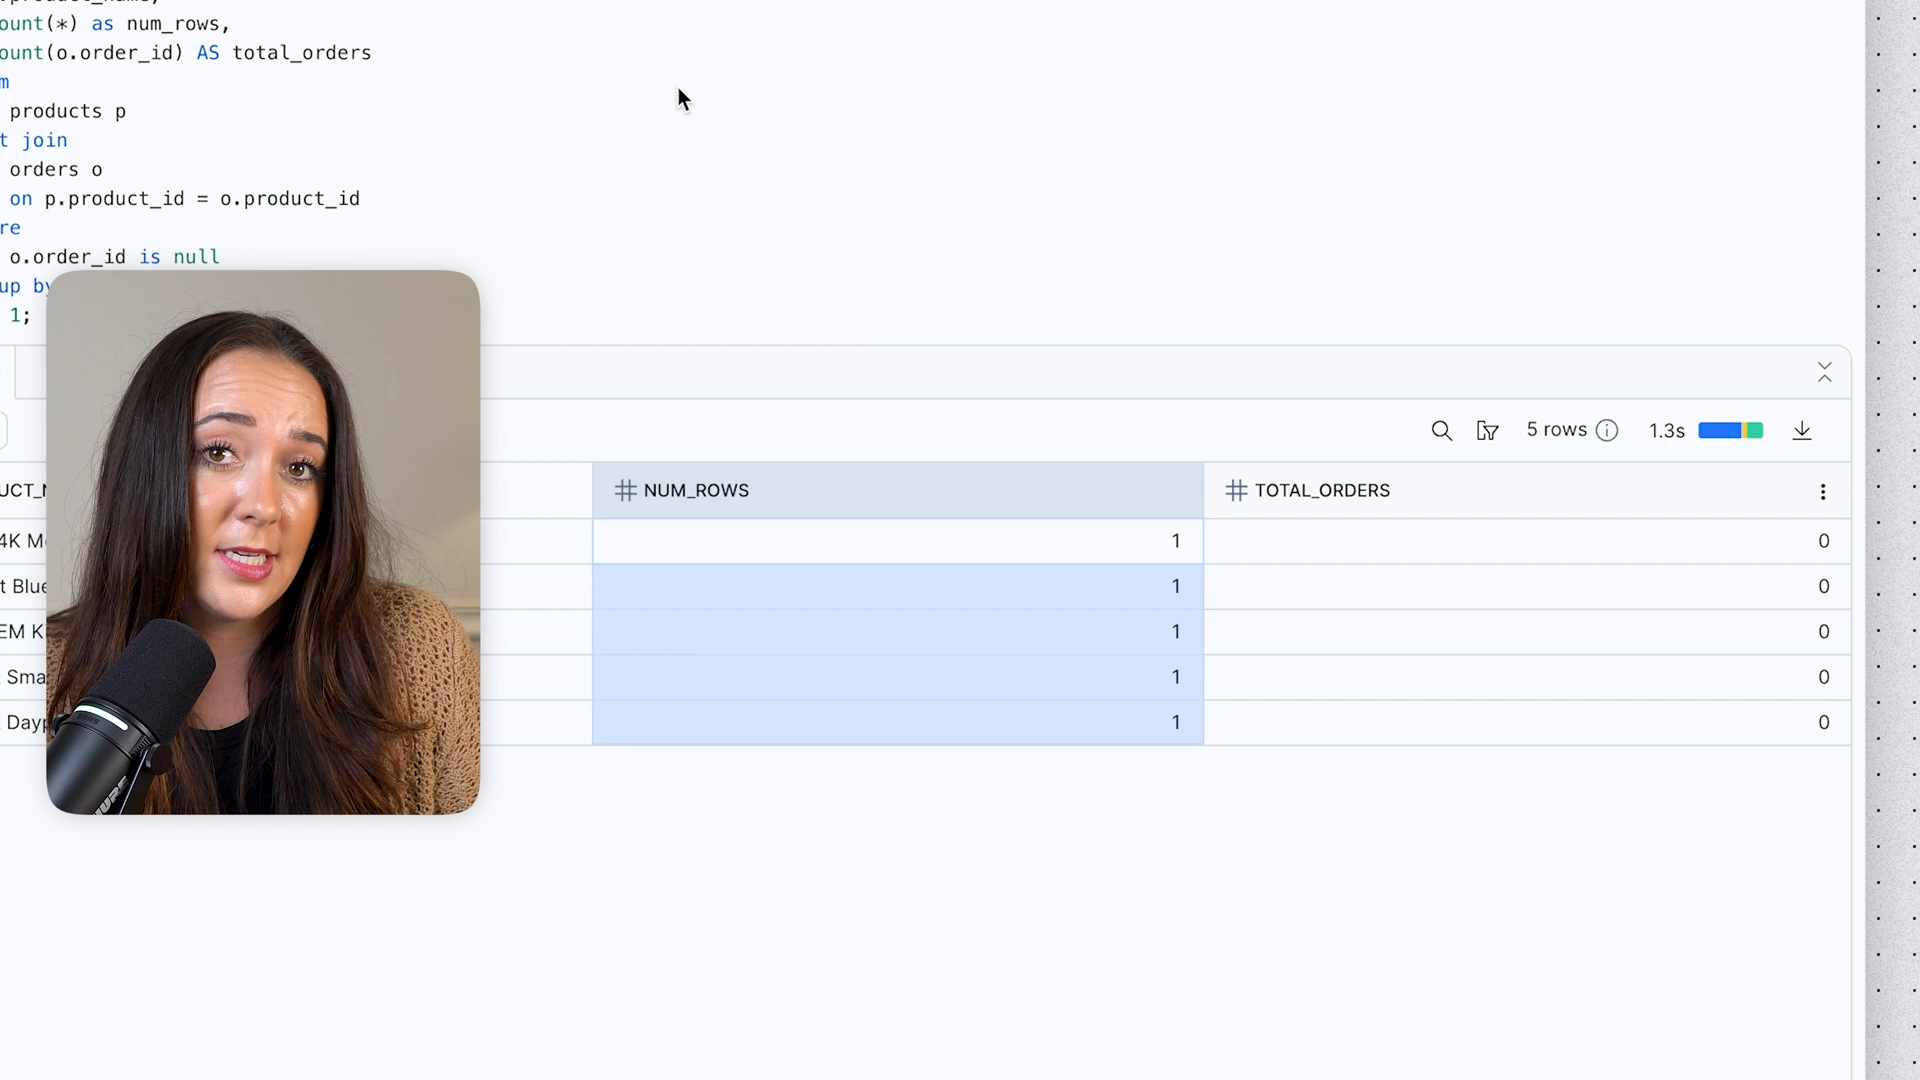 ount(*) as num_rows,
ount(o.order_id) AS total_orders
m
products p
t join
orders o
on p.product_id = o.product_id
re
o.order_id is null
up by
1;
5 rows
1.3s
UCT_N
NUM_ROWS
TOTAL_ORDERS
4K M
1
0
t Blue
1
0
EM K
1
0
Sma
1
0
Dayp
1
0